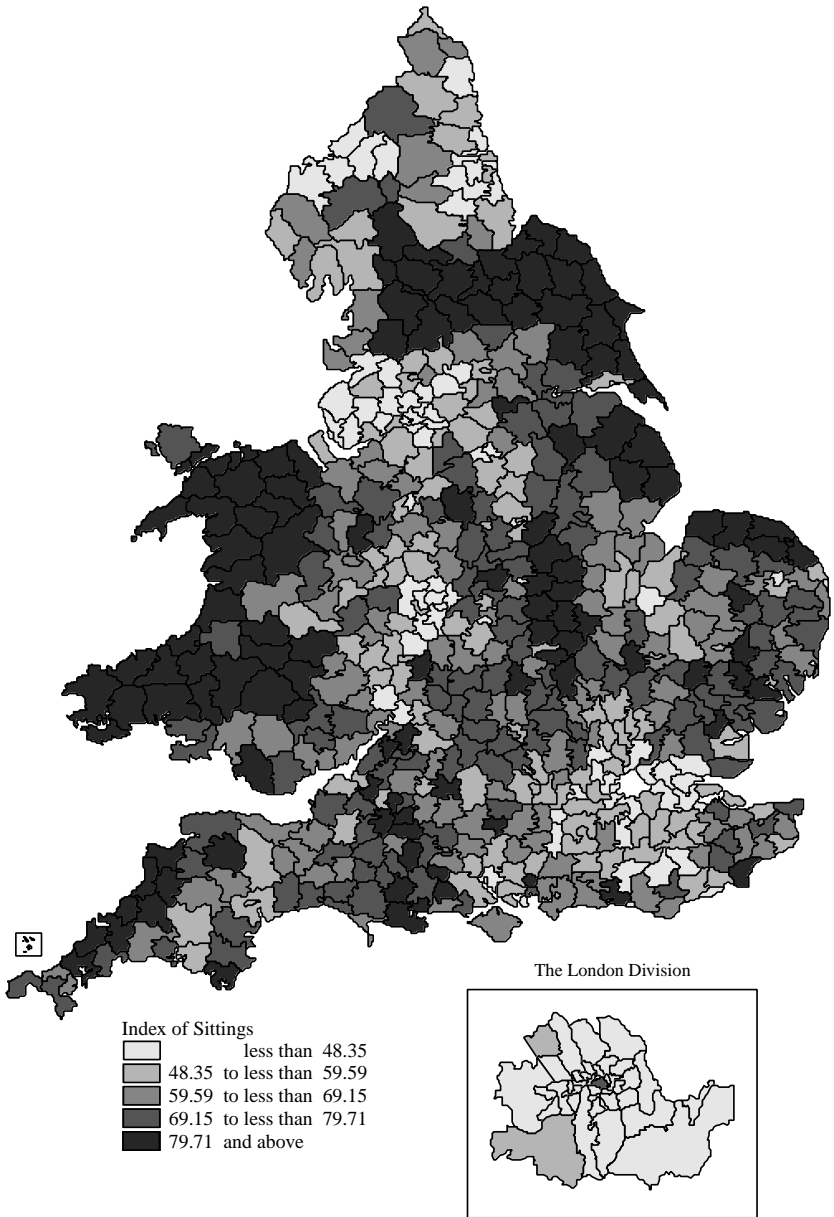 The London Division
Index of Sittings
less than 48.35
48.35 to less than 59.59
59.59 to less than 69.15
69.15 to less than 79.71
79.71 and above